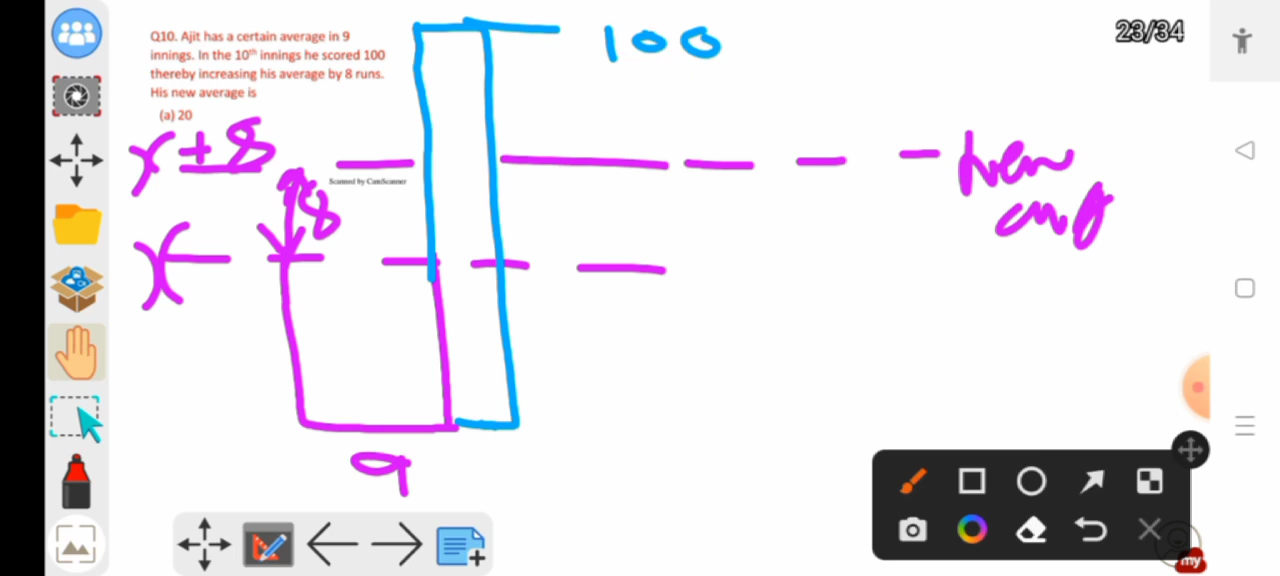 23/34
Q10. Ajit has a certain average in 9
innings. In the 10th innings he scored 100
thereby increasing his average by 8 runs.
His new average is
(a) 20
100
x + 8
New
avg
Scanned by CamScanner
8
x
9
my